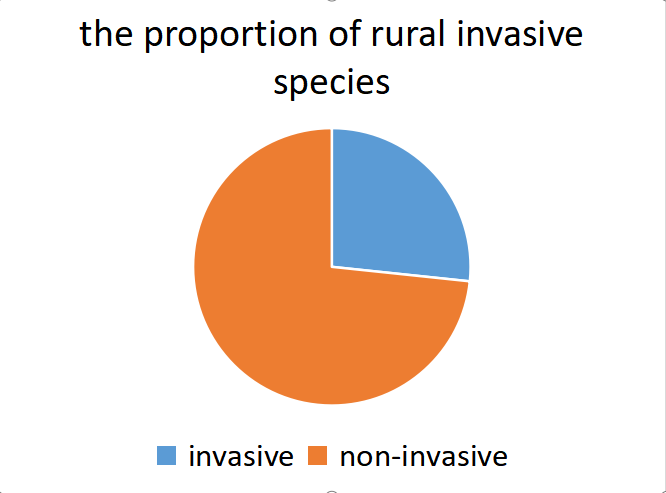 the proportion of rural invasive
species
invasive non-invasive